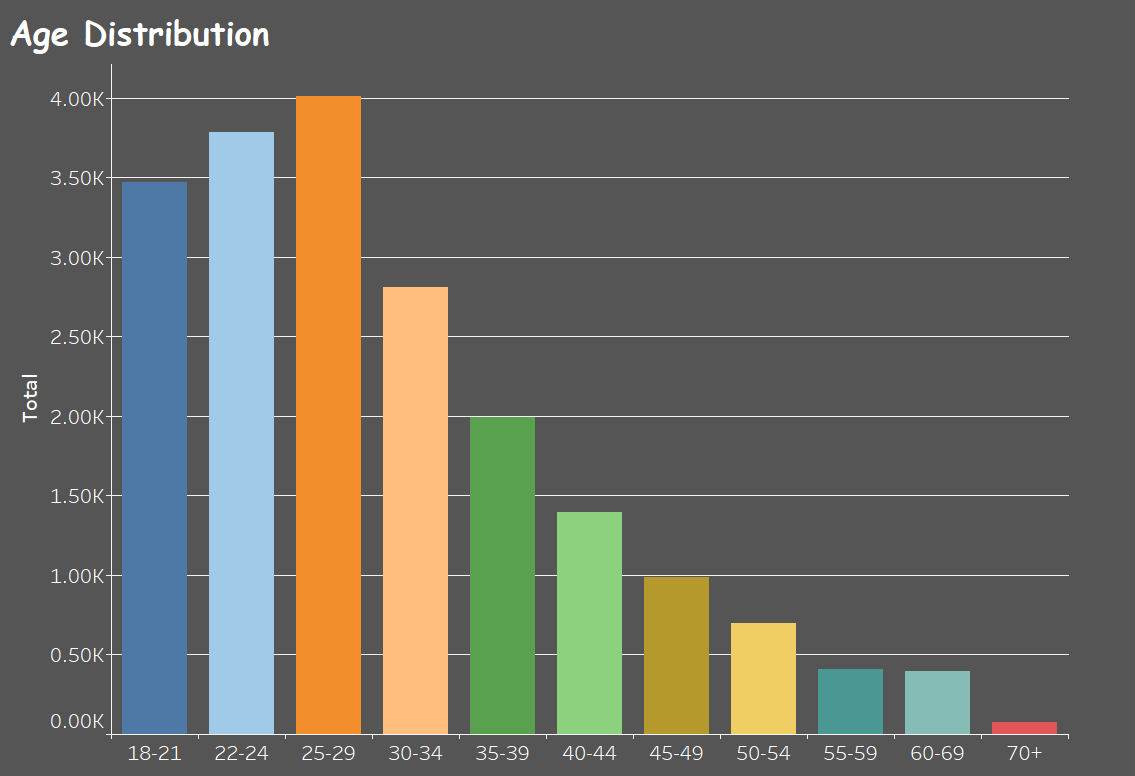 Age Distribution
4.00K
3.50K
3.00K
2.50K
Total
2.00K
1.50K
1.00K
0.50K
0.00K
18-21 22-24 25-29 30-34 35-39 40-44 45-49 50-54 55-59 60-69 70+